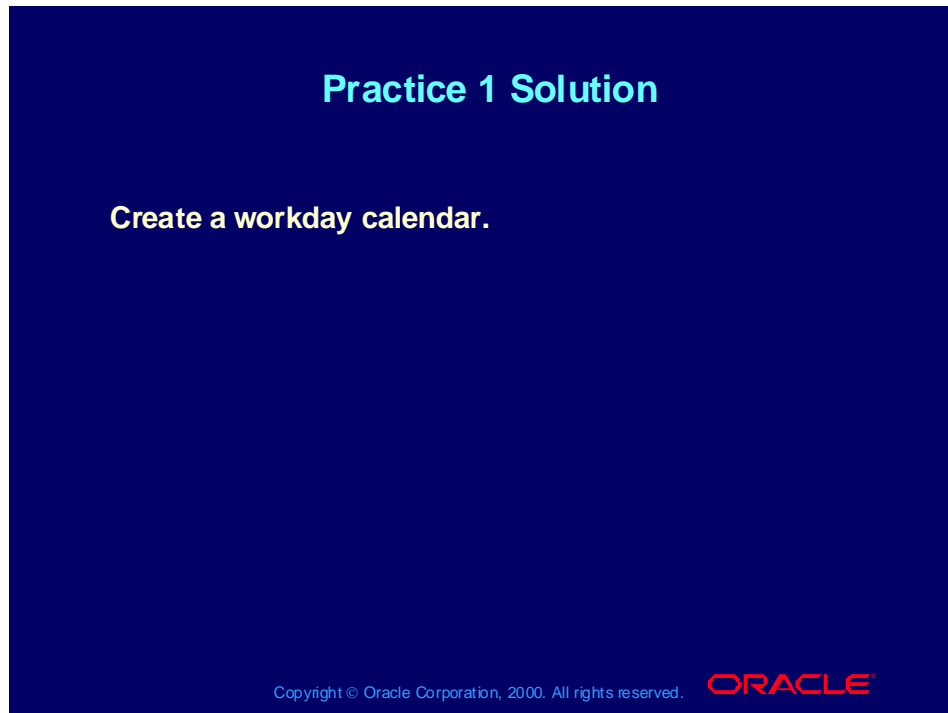 Practice 1 Solution
Create a workday calendar.
Copyright © Oracle Corporation, 2000. All rights reserved.
ORACLE®